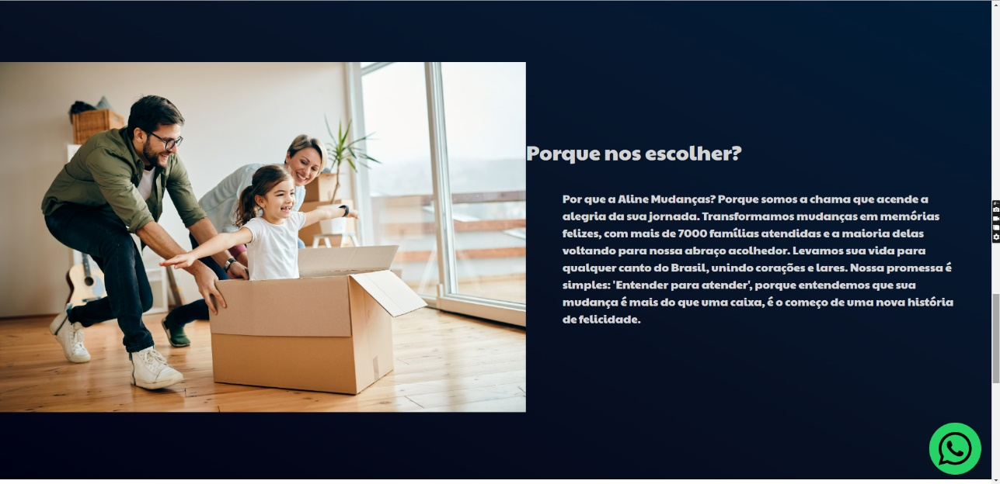 Porque nos escolher?
Por que a Aline Mudanças? Porque somos a chama que acende a
alegria da sua jornada. Transformamos mudanças em memórias
felizes, com mais de 7000 famílias atendidas e a maioria delas
voltando para nossa abraço acolhedor. Levamos sua vida para
qualquer canto do Brasil, unindo corações e lares. Nossa promessa é
simples: 'Entender para atender', porque entendemos que sua
mudança é mais do que uma caixa, é o começo de uma nova história
de felicidade.